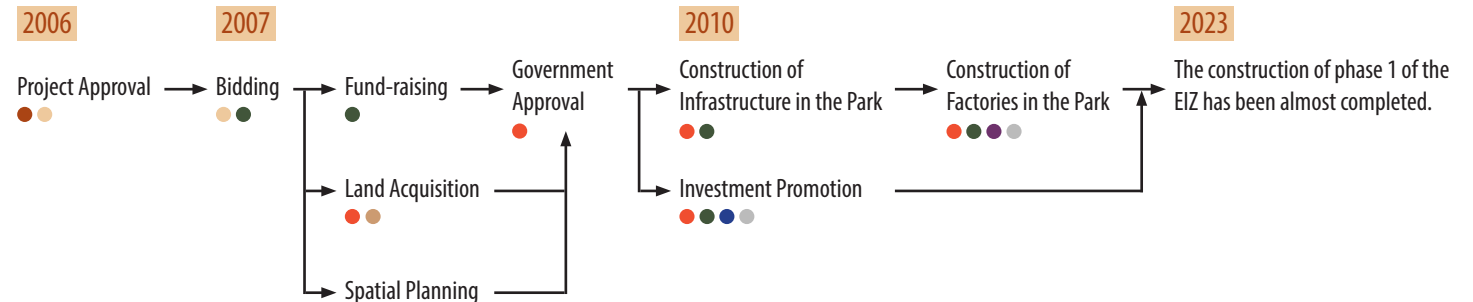 2006
2007
2010
2023
Project Approval
Bidding
Fund-raising
Government
Approval
Construction of
Infrastructure in the Park
Construction of
Factories in the Park
The construction of phase 1 of the
EIZ has been almost completed.
Land Acquisition
Investment Promotion
Spatial Planning